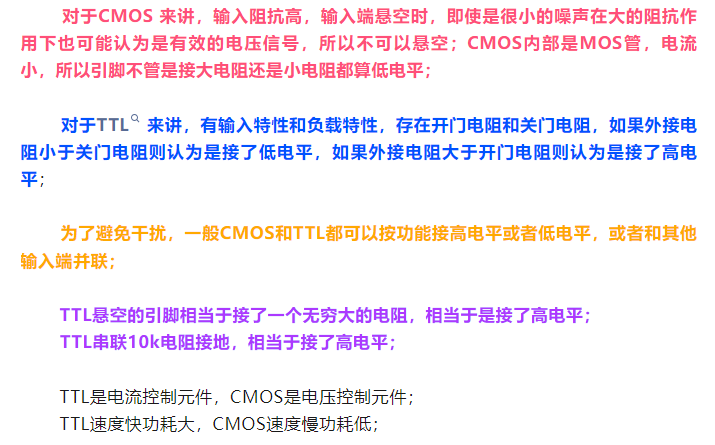 对于CMOS 来讲，输入阻抗高，输入端悬空时，即使是很小的噪声在大的阻抗作
用下也可能认为是有效的电压信号，所以不可以悬空；CMOS内部是MOS管，电流
小，所以引脚不管是接大电阻还是小电阻都算低电平；
对于TTL 来讲，有输入特性和负载特性，存在开门电阻和关门电阻，如果外接电
阻小于关门电阻则认为是接了低电平，如果外接电阻大于开门电阻则认为是接了高电
平；
为了避免干扰，一般CMOS和TTL都可以按功能接高电平或者低电平，或者和其他
输入端并联；
TTL悬空的引脚相当于接了一个无穷大的电阻，相当于是接了高电平；
TTL串联10k电阻接地，相当于接了高电平；
TTL是电流控制元件，CMOS是电压控制元件；
TTL速度快功耗大，CMOS速度慢功耗低；